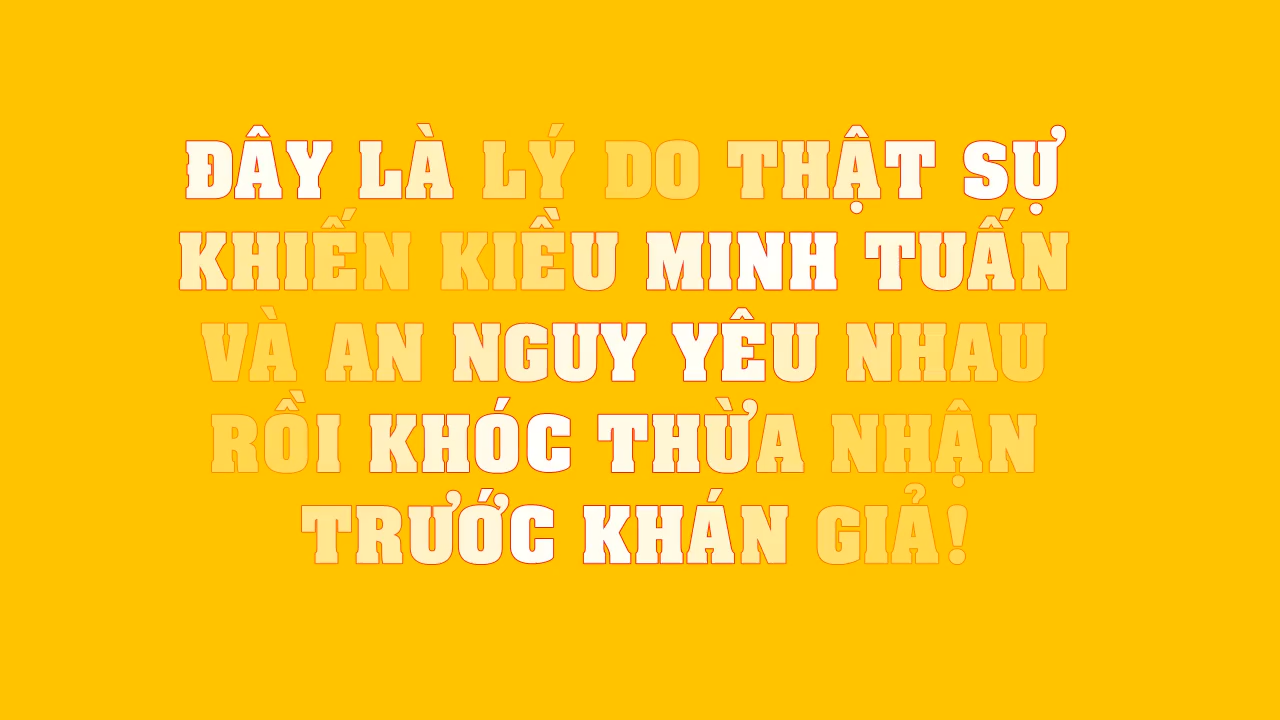 ĐÂY LÀ LÝ DO THẬT SỰ
KHIẾN KIỀU MINH TUẤN
VÀ AN NGUY YÊU NHAU
RỒI KHÓC THỪA NHẬN
TRƯỚC KHÁN GIẢ!